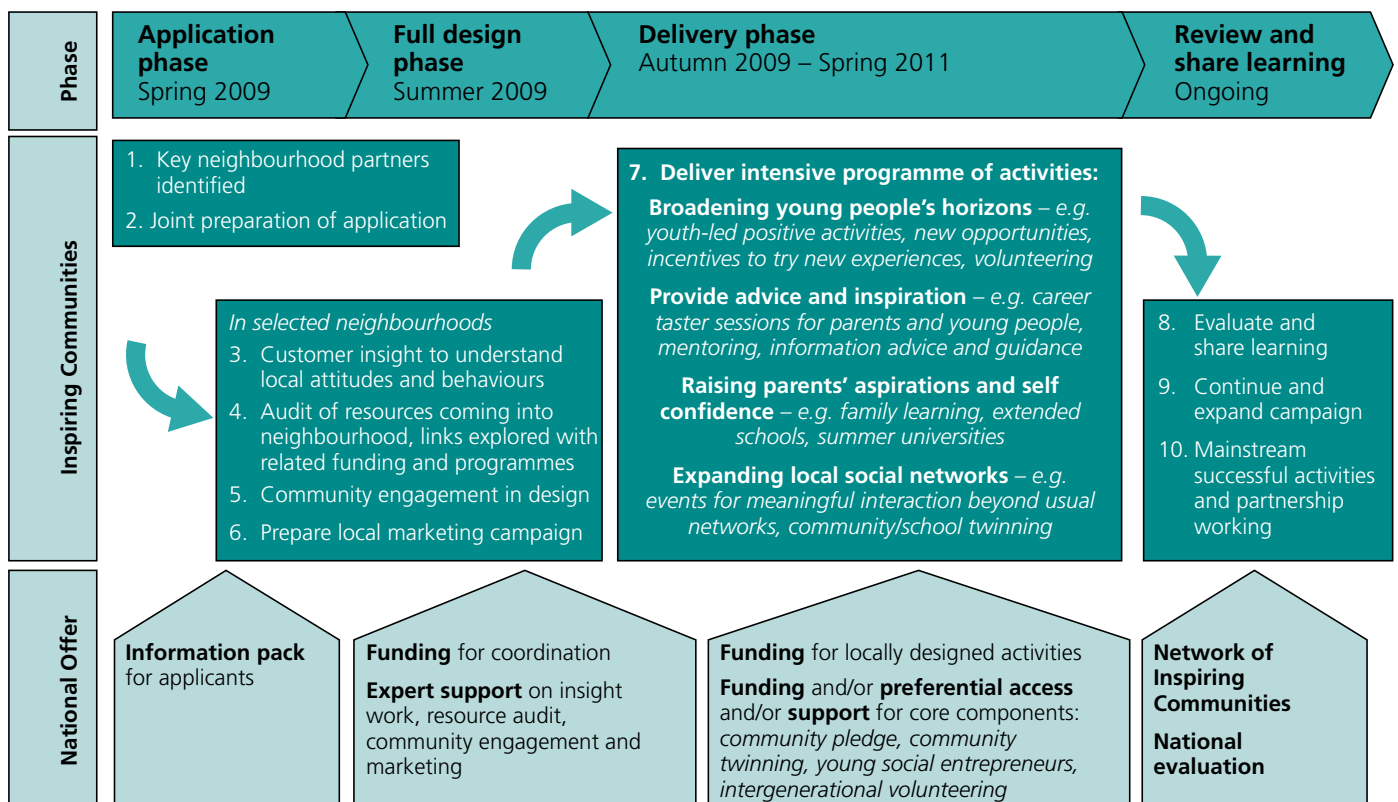 Phase
Application
phase
Spring 2009
Full design
phase
Summer 2009
Delivery phase
Autumn 2009 – Spring 2011
Review and
share learning
Ongoing
Inspiring Communities
1. Key neighbourhood partners
identified
2. Joint preparation of application
In selected neighbourhoods
3. Customer insight to understand
local attitudes and behaviours
4. Audit of resources coming into
neighbourhood, links explored with
related funding and programmes
5. Community engagement in design
6. Prepare local marketing campaign
7. Deliver intensive programme of activities:
Broadening young people’s horizons – e.g.
youth-led positive activities, new opportunities,
incentives to try new experiences, volunteering
Provide advice and inspiration – e.g. career
taster sessions for parents and young people,
mentoring, information advice and guidance
Raising parents’ aspirations and self
confidence – e.g. family learning, extended
schools, summer universities
Expanding local social networks – e.g.
events for meaningful interaction beyond usual
networks, community/school twinning
8. Evaluate and
share learning
9. Continue and
expand campaign
10. Mainstream
successful activities
and partnership
working
National Offer
Information pack
for applicants
Funding for coordination
Expert support on insight
work, resource audit,
community engagement and
marketing
Funding for locally designed activities
Funding and/or preferential access
and/or support for core components:
community pledge, community
twinning, young social entrepreneurs,
intergenerational volunteering
Network of
Inspiring
Communities
National
evaluation